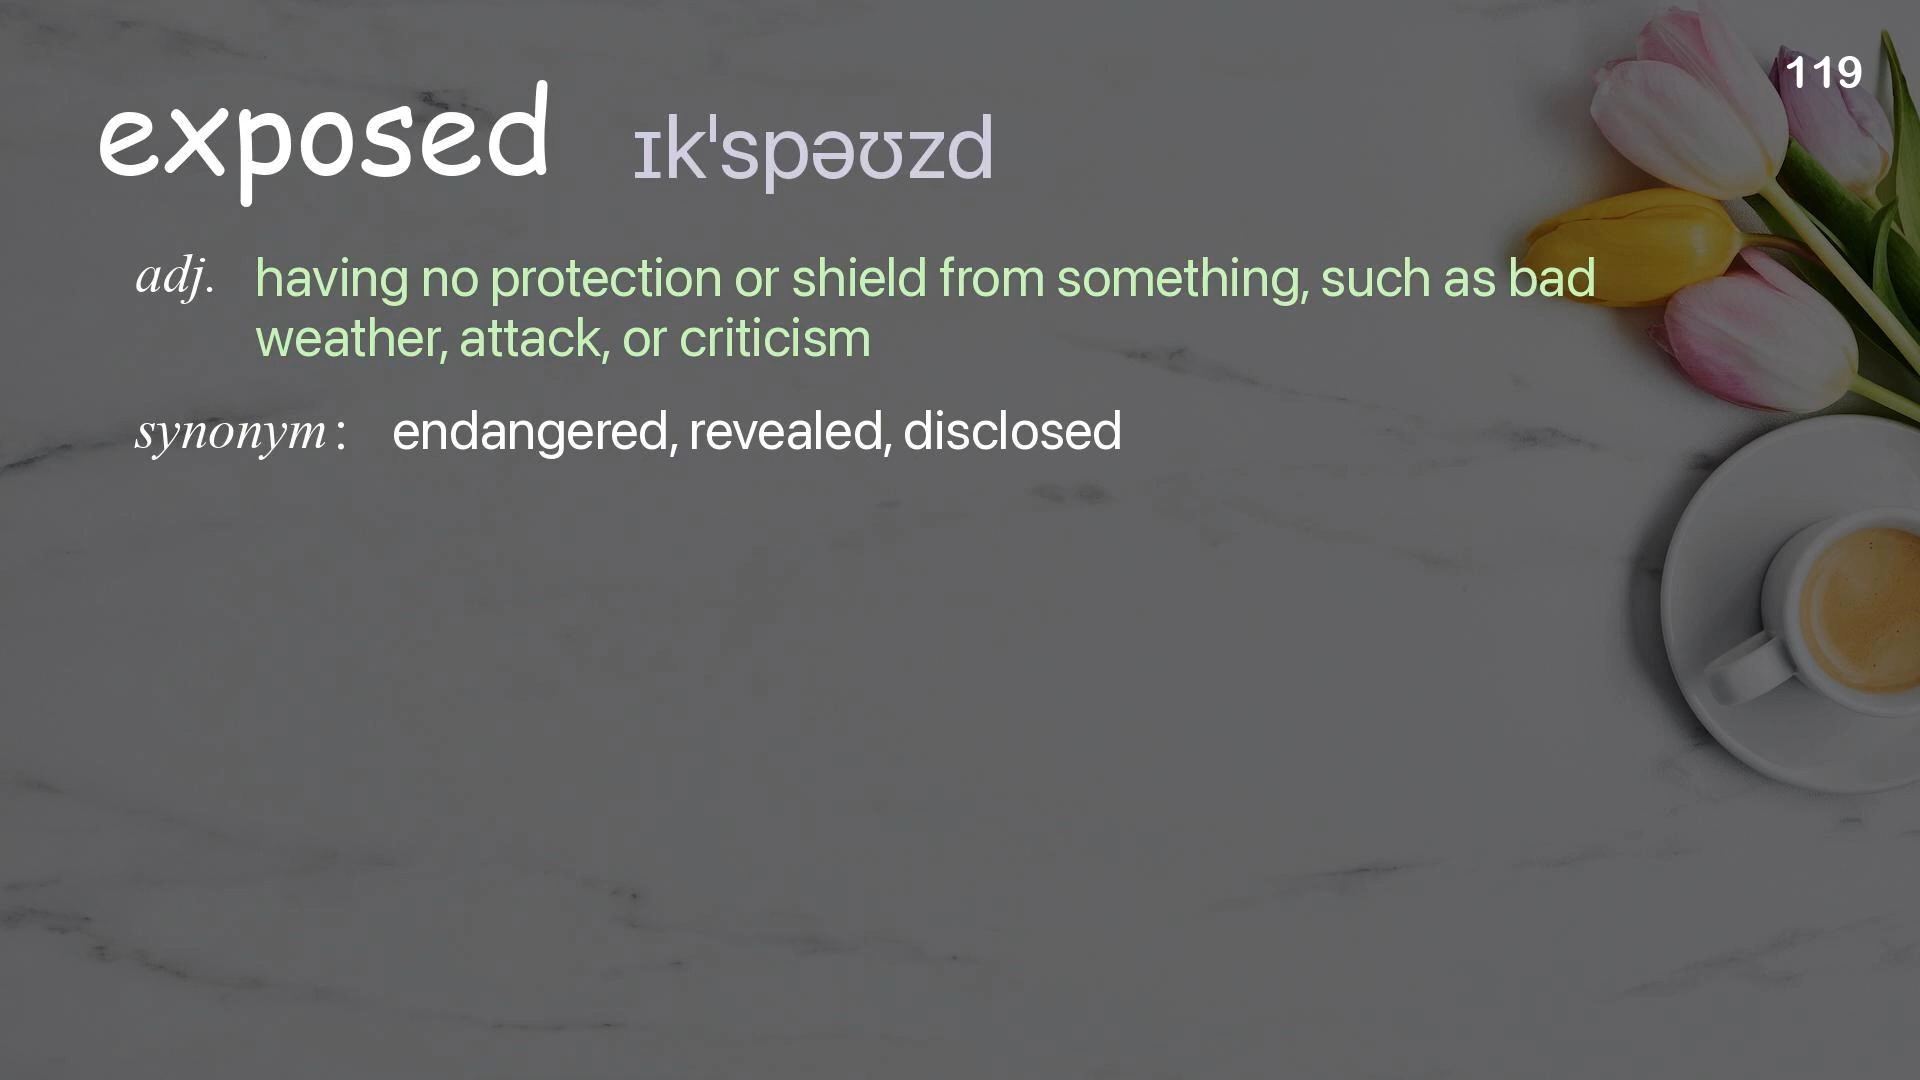 119
exposed ɪkˈspəʊzd
adj. having no protection or shield from something, such as bad
weather, attack, or criticism
synonym: endangered, revealed, disclosed